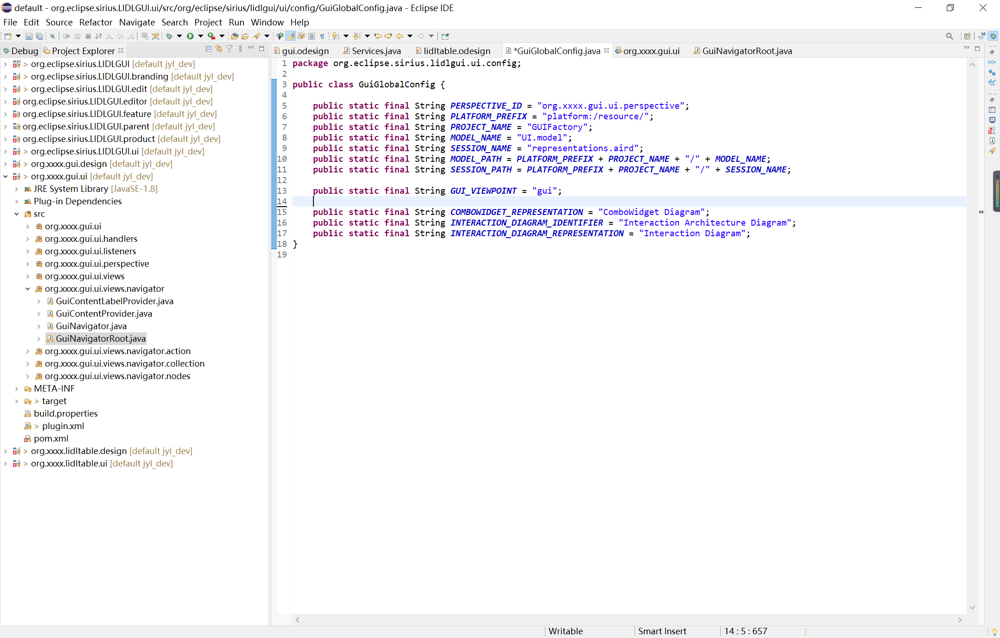 default - org.eclipse.sirius.LIDLGUI.ui/src/org/eclipse/sirius/lidlgui/ui/config/GuiGlobalConfig.java - Eclipse IDE
File Edit Source Refactor Navigate Search Project Run Window Help
Debug Project Explorer
org.eclipse.sirius.LIDLGUI [default jyl_dev]
org.eclipse.sirius.LIDLGUI.branding [default jyl_dev]
org.eclipse.sirius.LIDLGUI.edit [default jyl_dev]
org.eclipse.sirius.LIDLGUI.editor [default jyl_dev]
org.eclipse.sirius.LIDLGUI.feature [default jyl_dev]
org.eclipse.sirius.LIDLGUI.parent [default jyl_dev]
org.eclipse.sirius.LIDLGUI.product [default jyl_dev]
> org.eclipse.sirius.LIDLGUI.ui [default jyl_dev]
> org.xxxx.gui.design [default jyl_dev]
> org.xxxx.gui.ui [default jyl_dev]
JRE System Library [JavaSE-1.8]
Plug-in Dependencies
src
org.xxxx.gui.ui
org.xxxx.gui.ui.handlers
org.xxxx.gui.ui.listeners
org.xxxx.gui.ui.perspective
org.xxxx.gui.ui.views
org.xxxx.gui.ui.views.navigator
GuiContentLabelProvider.java
GuiContentProvider.java
GuiNavigator.java
GuiNavigatorRoot.java
org.xxxx.gui.ui.views.navigator.action
org.xxxx.gui.ui.views.navigator.collection
org.xxxx.gui.ui.views.navigator.nodes
META-INF
> target
build.properties
> plugin.xml
pom.xml
> org.xxxx.lidltable.design [default jyl_dev]
> org.xxxx.lidltable.ui [default jyl_dev]
gui.odesign Services.java lidltable.odesign *GuiGlobalConfig.java org.xxxx.gui.ui GuiNavigatorRoot.java
1 package org.eclipse.sirius.lidlgui.ui.config;
2
3 public class GuiGlobalConfig {
4
5 public static final String PERSPECTIVE_ID = "org.xxxx.gui.ui.perspective";
6 public static final String PLATFORM_PREFIX = "platform:/resource/";
7 public static final String PROJECT_NAME = "GUIFactory";
8 public static final String MODEL_NAME = "UI.model";
9 public static final String SESSION_NAME = "representations.aird";
10 public static final String MODEL_PATH = PLATFORM_PREFIX + PROJECT_NAME + "/" + MODEL_NAME;
11 public static final String SESSION_PATH = PLATFORM_PREFIX + PROJECT_NAME + "/" + SESSION_NAME;
12
13 public static final String GUI_VIEWPOINT = "gui";
14
15 public static final String COMBOWIDGET_REPRESENTATION = "ComboWidget Diagram";
16 public static final String INTERACTION_DIAGRAM_IDENTIFIER = "Interaction Architecture Diagram";
17 public static final String INTERACTION_DIAGRAM_REPRESENTATION = "Interaction Diagram";
18 }
19
Writable Smart Insert 14 : 5 : 657